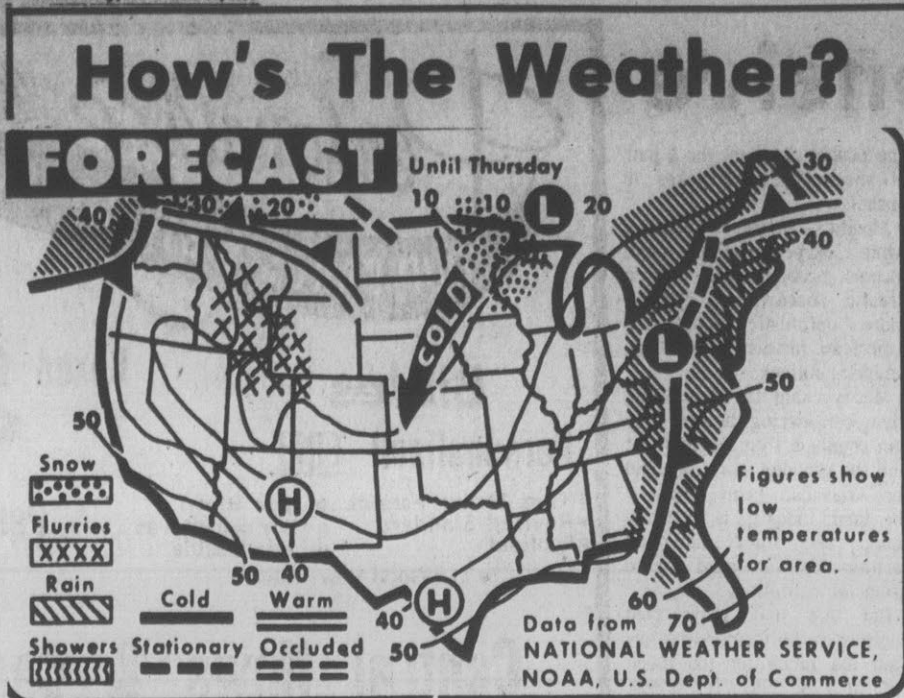 How's The Weather?
FORECAST
Until Thursday
40
30
20
10
10
L
20
30
40
COLD
L
50
50
Snow
Flurries
XXXX
Rain
Showers
H
50
40
Cold
Warm
Stationary
Occluded
H
40
50
60
70
Figures show
low
temperatures
for area.
Data from
NATIONAL WEATHER SERVICE,
NOAA, U.S. Dept. of Commerce